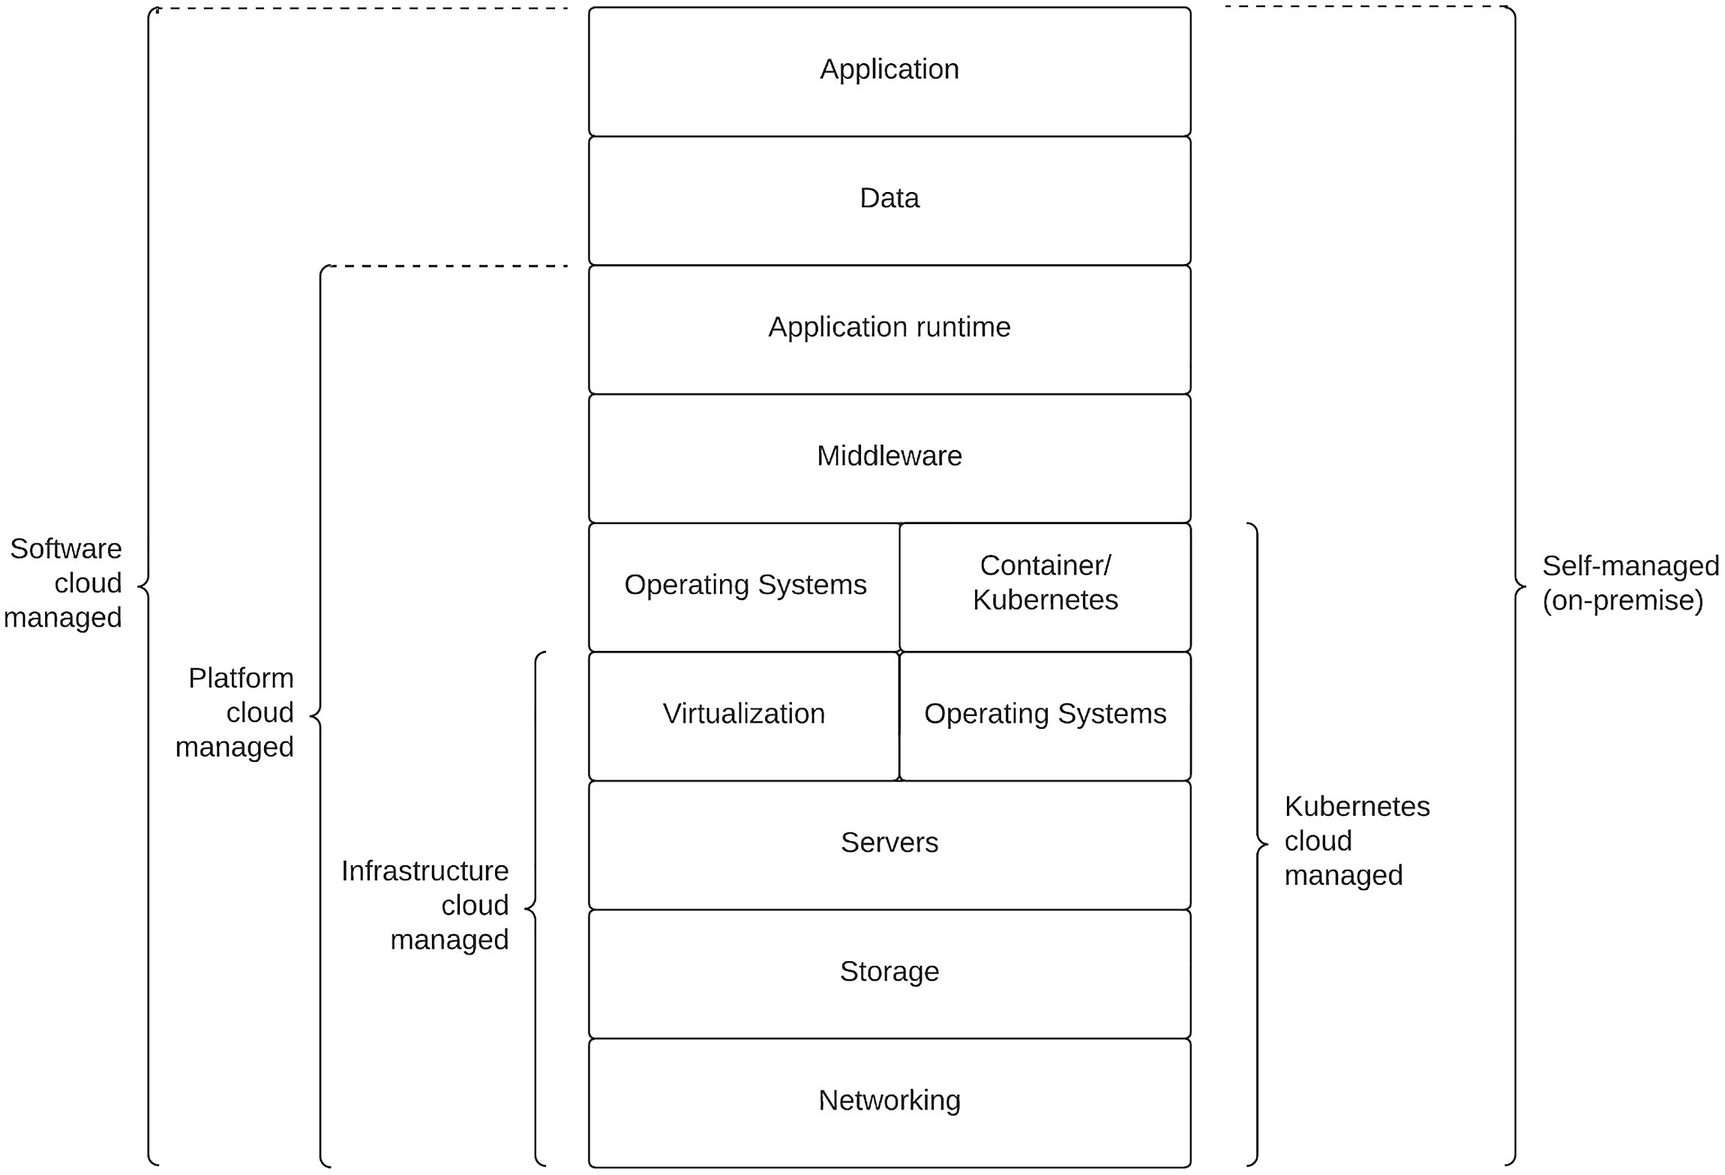 Application
Data
Application runtime
Middleware
Operating Systems
Container/
Kubernetes
Virtualization
Operating Systems
Servers
Storage
Networking
Software
cloud
managed
Platform
cloud
managed
Infrastructure
cloud
managed
Kubernetes
cloud
managed
Self-managed
(on-premise)